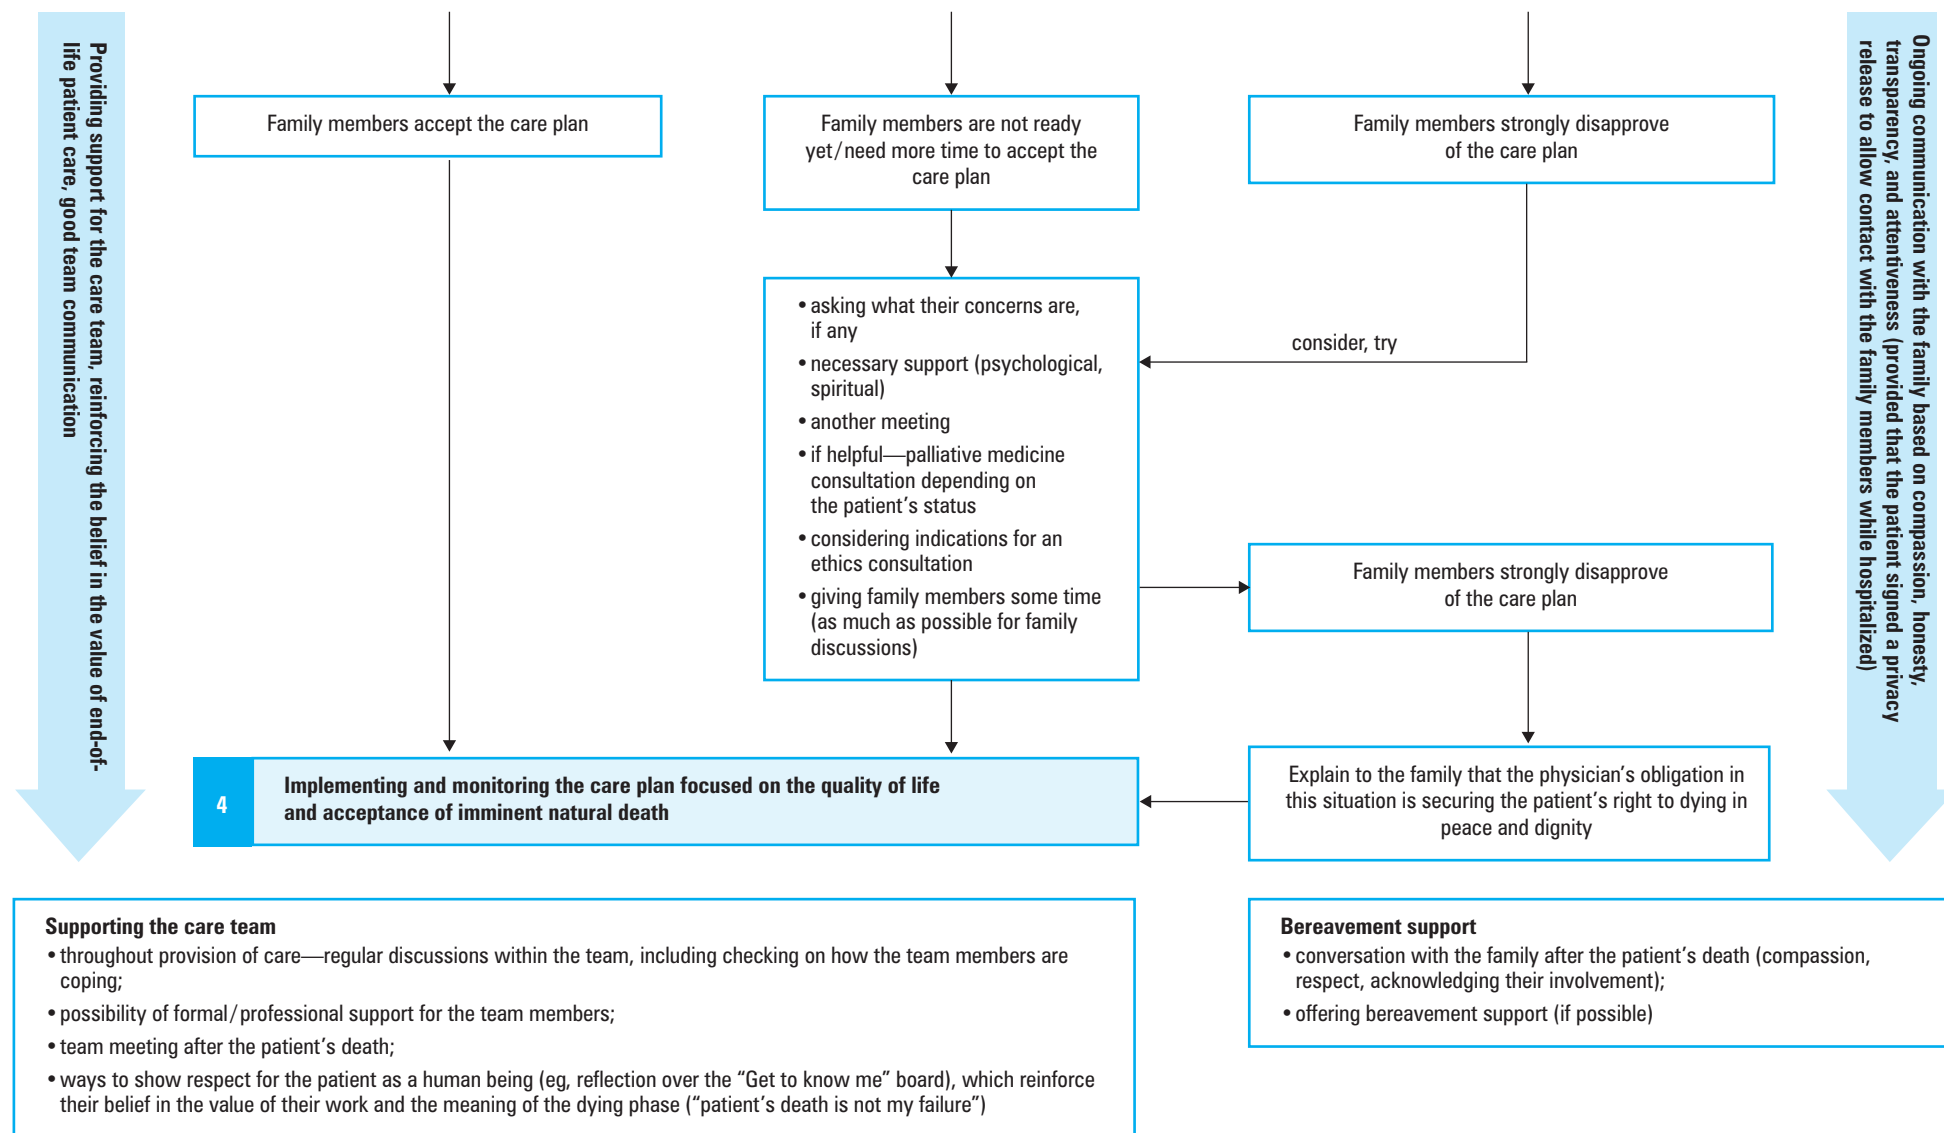 Providing support for the care team, reinforcing the belief in the value of end-of-
life patient care, good team communication
Ongoing communication with the family based on compassion, honesty,
transparency, and attentiveness (provided that the patient signed a privacy
release to allow contact with the family members while hospitalized)
Family members accept the care plan
Family members are not ready
yet/need more time to accept the
care plan
Family members strongly disapprove
of the care plan
• asking what their concerns are,
if any
• necessary support (psychological,
spiritual)
• another meeting
• if helpful—palliative medicine
consultation depending on
the patient's status
• considering indications for an
ethics consultation
• giving family members some time
(as much as possible for family
discussions)
consider, try
Family members strongly disapprove
of the care plan
4
Implementing and monitoring the care plan focused on the quality of life
and acceptance of imminent natural death
Explain to the family that the physician's obligation in
this situation is securing the patient's right to dying in
peace and dignity
Supporting the care team
• throughout provision of care—regular discussions within the team, including checking on how the team members are
coping;
• possibility of formal/professional support for the team members;
• team meeting after the patient's death;
• ways to show respect for the patient as a human being (eg, reflection over the “Get to know me” board), which reinforce
their belief in the value of their work and the meaning of the dying phase (“patient's death is not my failure”)
Bereavement support
• conversation with the family after the patient's death (compassion,
respect, acknowledging their involvement);
• offering bereavement support (if possible)